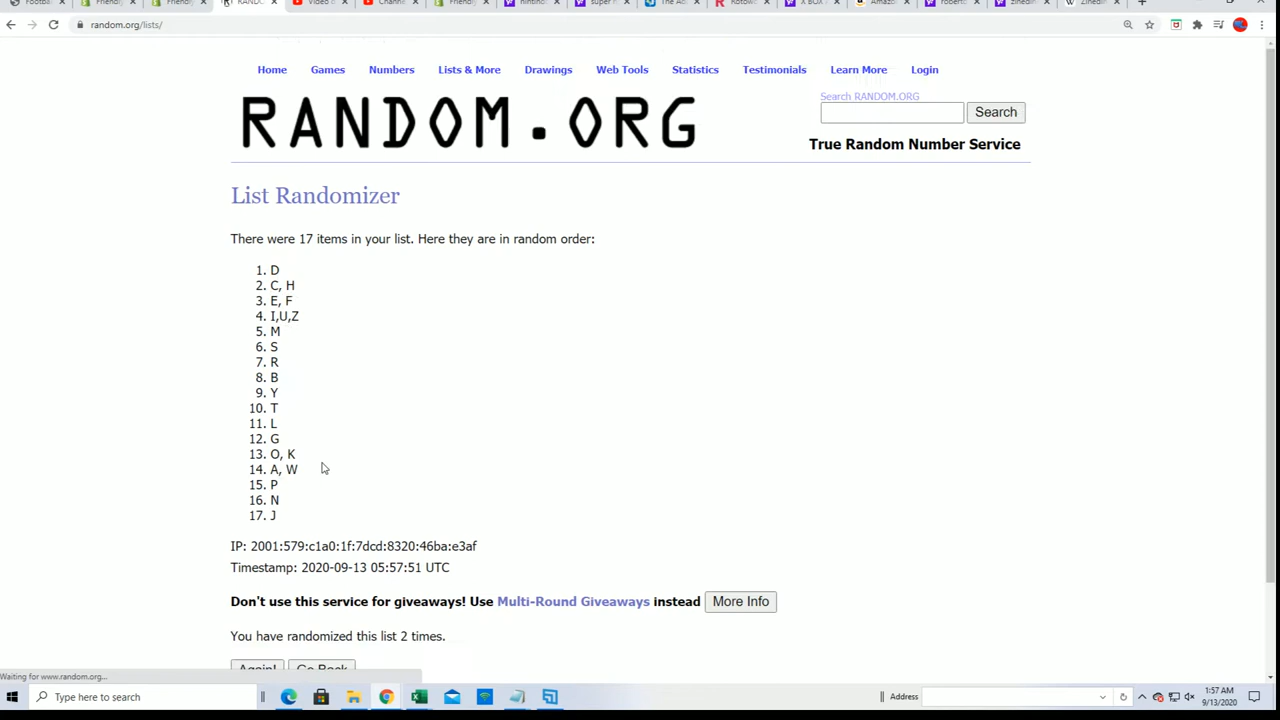 random.org/lists/
Home Games Numbers Lists & More Drawings Web Tools Statistics Testimonials Learn More Login
RANDOM.ORG
Search RANDOM.ORG
Search
True Random Number Service
List Randomizer
There were 17 items in your list. Here they are in random order:
1. D
2. C, H
3. E, F
4. I,U,Z
5. M
6. S
7. R
8. B
9. Y
10. T
11. L
12. G
13. O, K
14. A, W
15. P
16. N
17. J
IP: 2001:579:c1a0:1f:7dcd:8320:46ba:e3af
Timestamp: 2020-09-13 05:57:51 UTC
Don't use this service for giveaways! Use Multi-Round Giveaways instead More Info
You have randomized this list 2 times.
Again! Go Back
Waiting for www.random.org...
Type here to search
Address
1:57 AM
9/13/2020